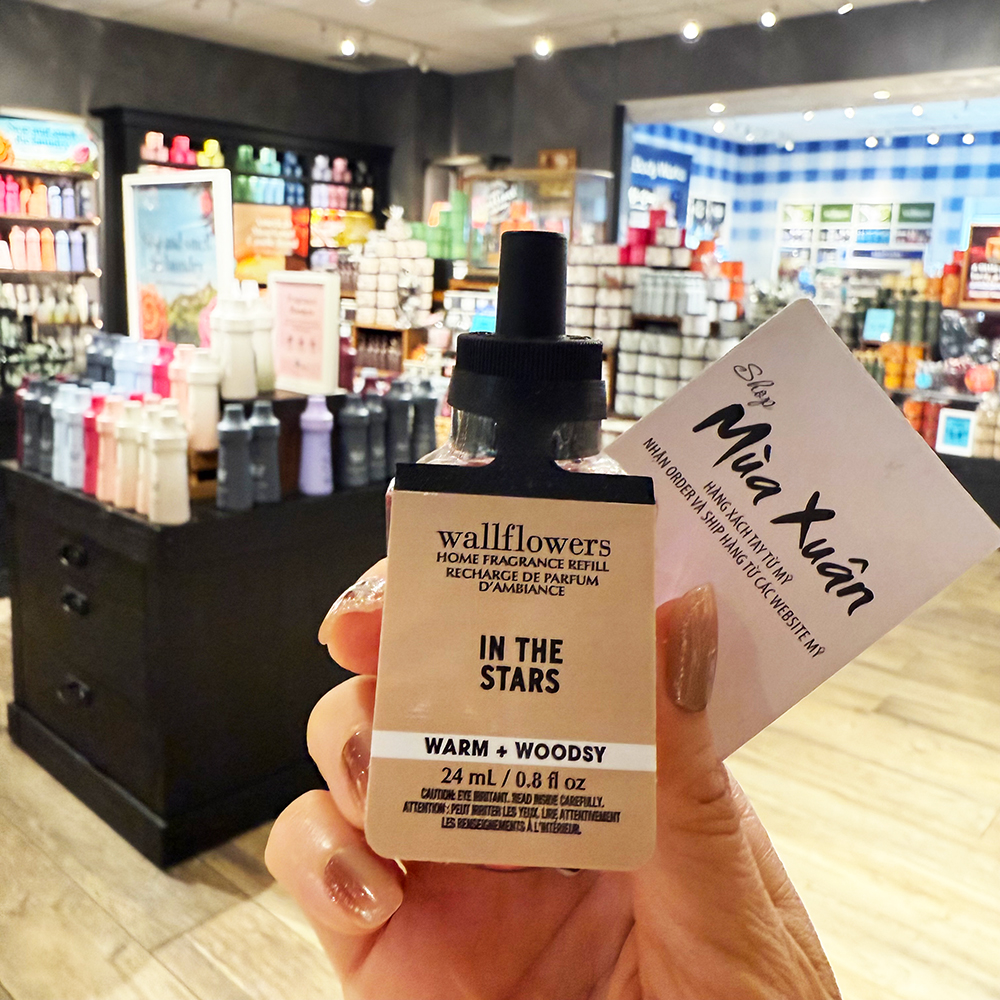 wallflowers
HOME FRAGRANCE REFILL
RECHARGE DE PARFUM
D'AMBIANCE
IN THE
STARS
WARM + WOODSY
24 mL / 0.8 fl oz
CAUTION: EYE IRRITANT. READ INSIDE CAREFULLY.
ATTENTION : PEUT IRRITER LES YEUX. LIRE ATTENTIVEMENT
LES RENSEIGNEMENTS À L'INTÉRIEUR.
Shop
Mùa Xuân
HÀNG XÁCH TAY TỪ MỸ
NHẬN ORDER VÀ SHIP HÀNG TỪ CÁC WEBSITE MỸ